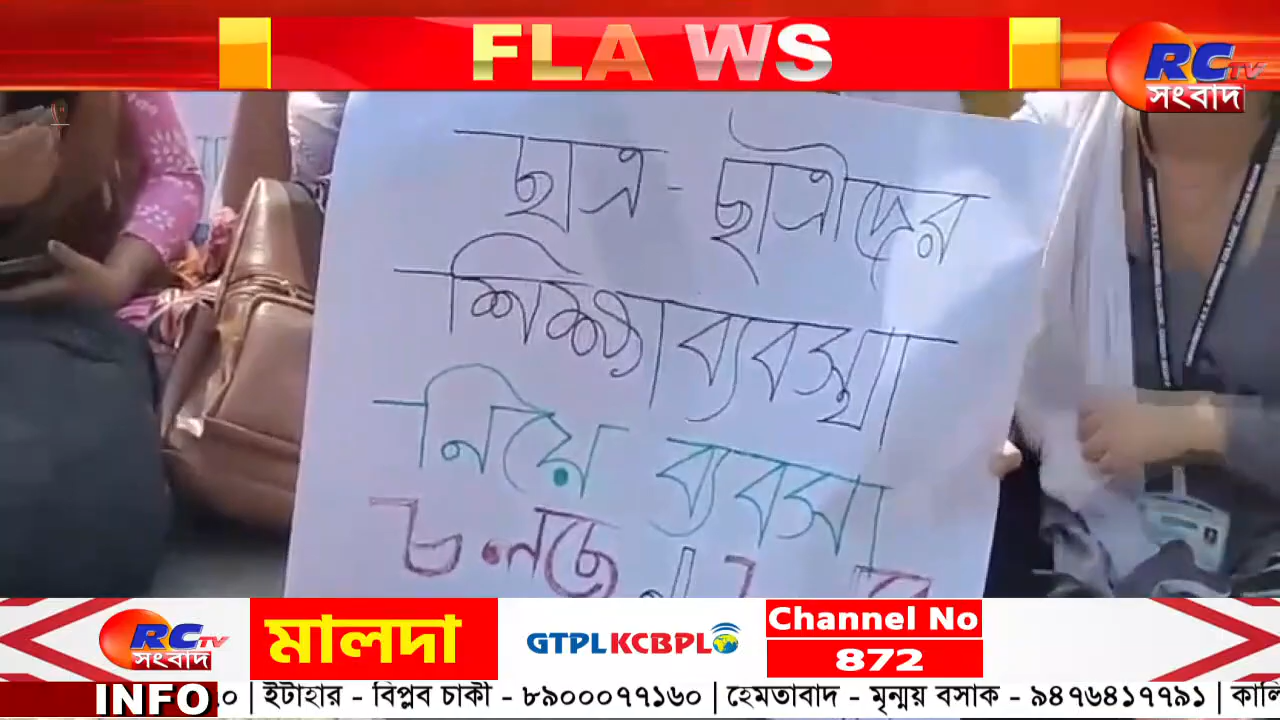 FLA WS
RCTV
সংবাদ
ছাত্র - ছাত্রীদের
শিক্ষাব্যবস্থা
নিয়ে ব্যবসা
চলছে
RCTV
সংবাদ
মালদা
GTPL KCBPL
Channel No
872
INFO
| ইটাহার - বিপ্লব চাকী - ৮৯০০০৭৭১৬০ | হেমতাবাদ - মৃন্ময় বসাক - ৯৪৭৬৪১৭৭৯১ |